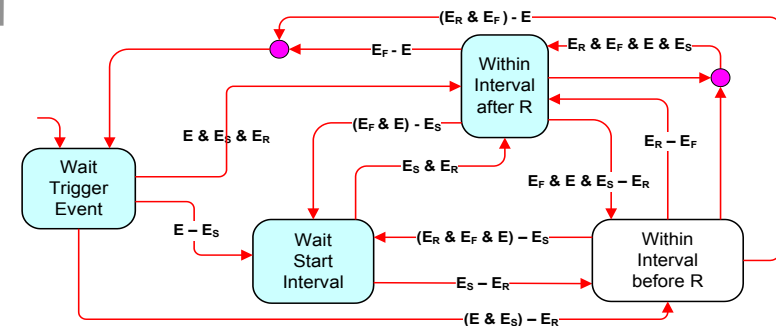 (E_R & E_F) - E
E_F - E
Within
Interval
after R
E_R & E_F & E & E_S
E & E_S & E_R
(E_F & E) - E_S
E_R – E_F
Wait
Trigger
Event
E_S & E_R
E_F & E & E_S – E_R
E – E_S
Wait
Start
Interval
(E_R & E_F & E) – E_S
Within
Interval
before R
E_S – E_R
(E & E_S) – E_R